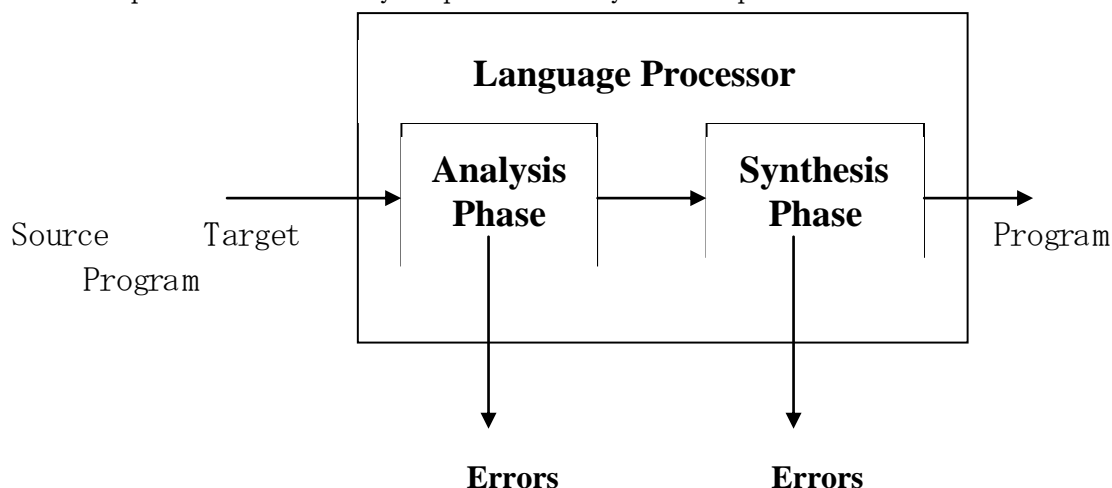 Language Processor
Analysis
Phase
Synthesis
Phase
Source Target Program
Program
Errors Errors